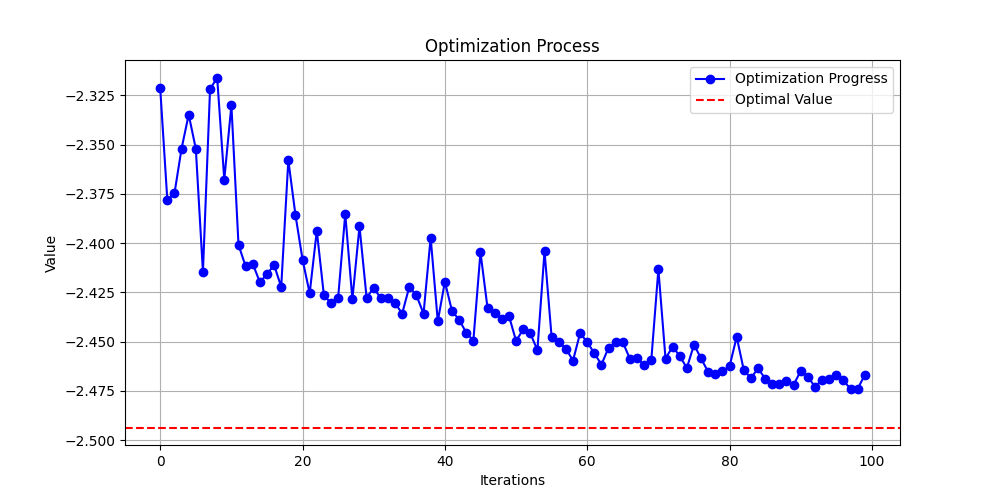 Optimization Process
Optimization Progress
Optimal Value
Value
−2.325
−2.350
−2.375
−2.400
−2.425
−2.450
−2.475
−2.500
0 20 40 60 80 100
Iterations